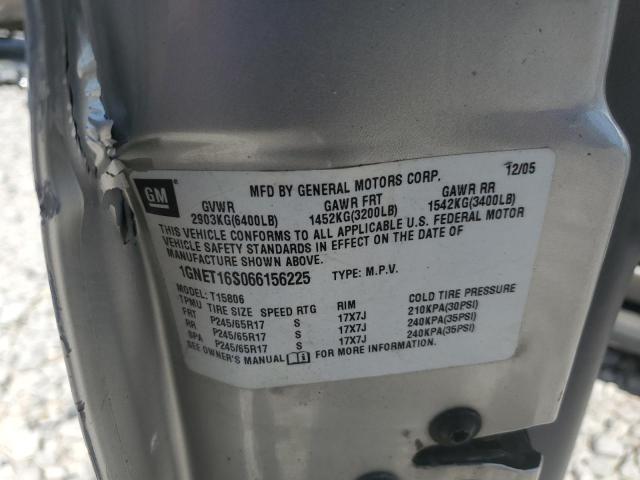 12/05
GM
MFD BY GENERAL MOTORS CORP.
GVWR GAWR FRT GAWR RR
2903KG(6400LB) 1452KG(3200LB) 1542KG(3400LB)
THIS VEHICLE CONFORMS TO ALL APPLICABLE U.S. FEDERAL MOTOR
VEHICLE SAFETY STANDARDS IN EFFECT ON THE DATE OF
MANUFACTURE SHOWN ABOVE.
1GNET16S066156225 TYPE: M.P.V.
MODEL: T15806
TPMU TIRE SIZE SPEED RTG RIM COLD TIRE PRESSURE
FRT P245/65R17 S 17X7J 210KPA(30PSI)
RR P245/65R17 S 17X7J 240KPA(35PSI)
SPA P245/65R17 S 17X7J 240KPA(35PSI)
SEE OWNER'S MANUAL FOR MORE INFORMATION.